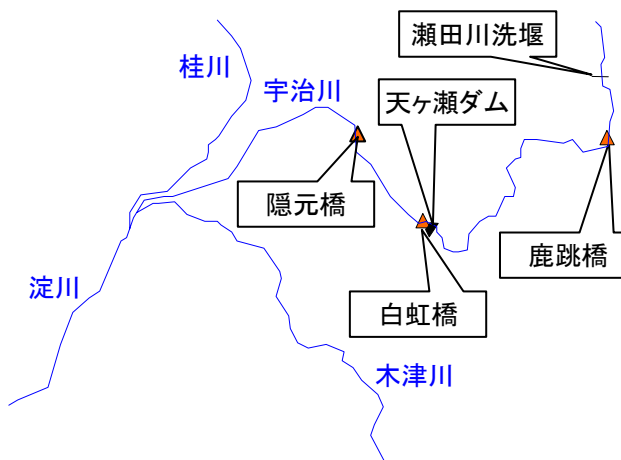 瀬田川洗堰
桂川
宇治川
天ヶ瀬ダム
隠元橋
鹿跳橋
淀川
白虹橋
木津川